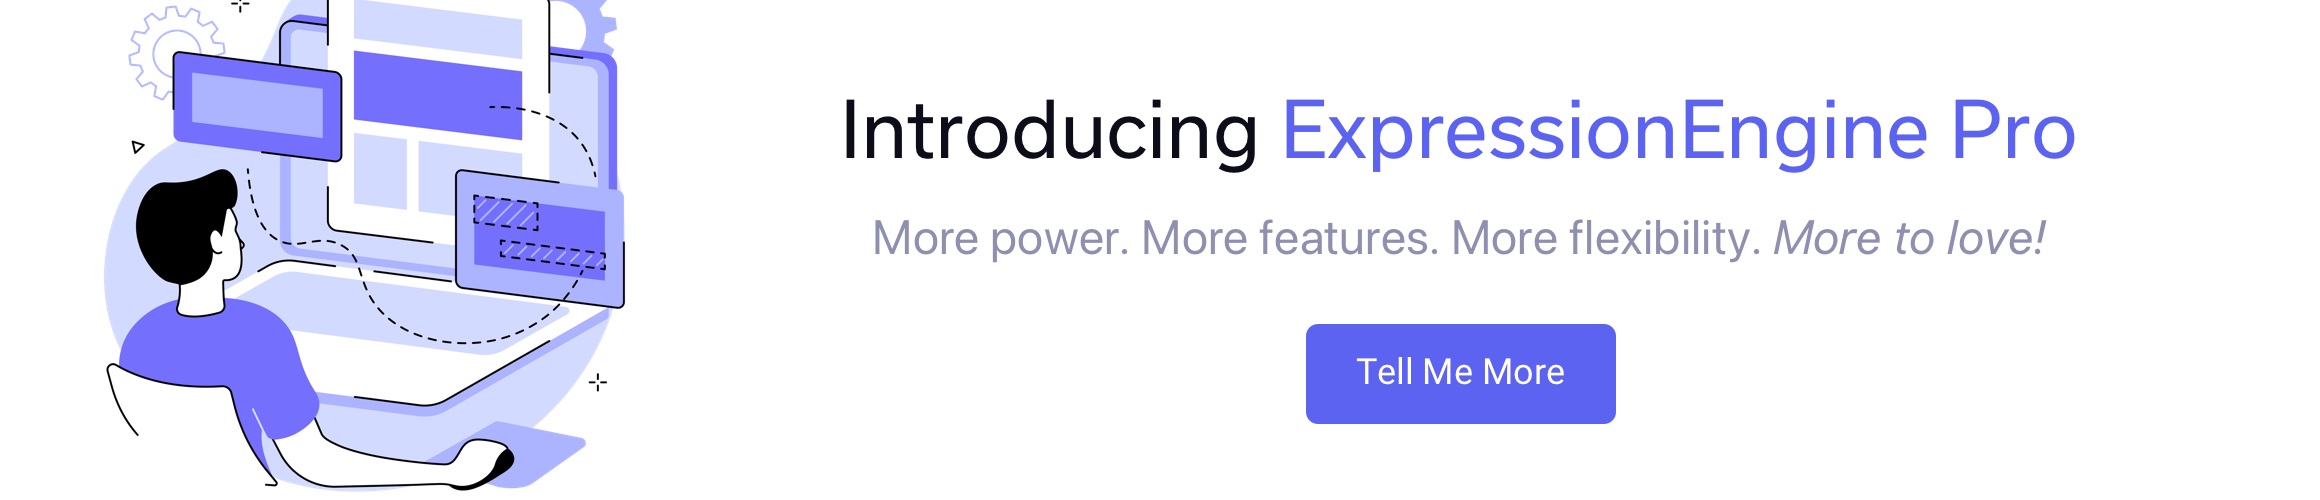 Introducing ExpressionEngine Pro
More power. More features. More flexibility. More to love!
Tell Me More